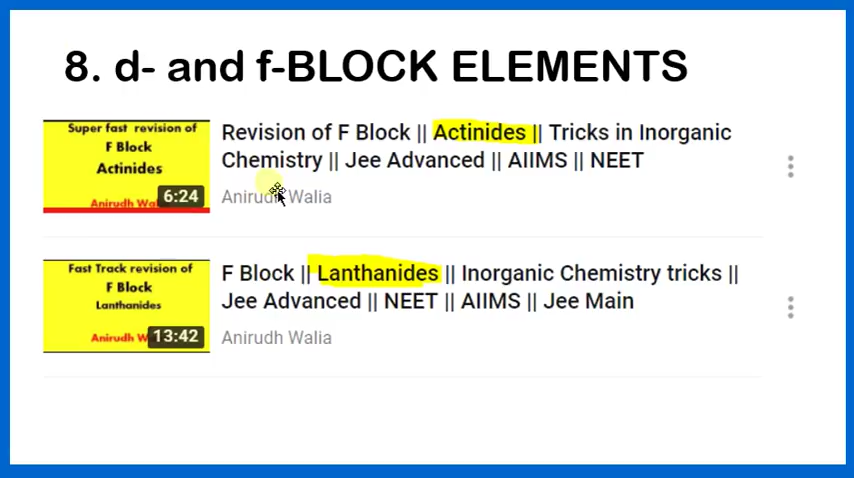 8. d- and f-BLOCK ELEMENTS
Super fast revision of
F Block
Actinides
Anirudh
6:24
Revision of F Block || Actinides || Tricks in Inorganic
Chemistry || Jee Advanced || AIIMS || NEET
Anirudh Walia
Fast Track revision of
F Block
Lanthanides
Anirudh
13:42
F Block || Lanthanides || Inorganic Chemistry tricks ||
Jee Advanced || NEET || AIIMS || Jee Main
Anirudh Walia